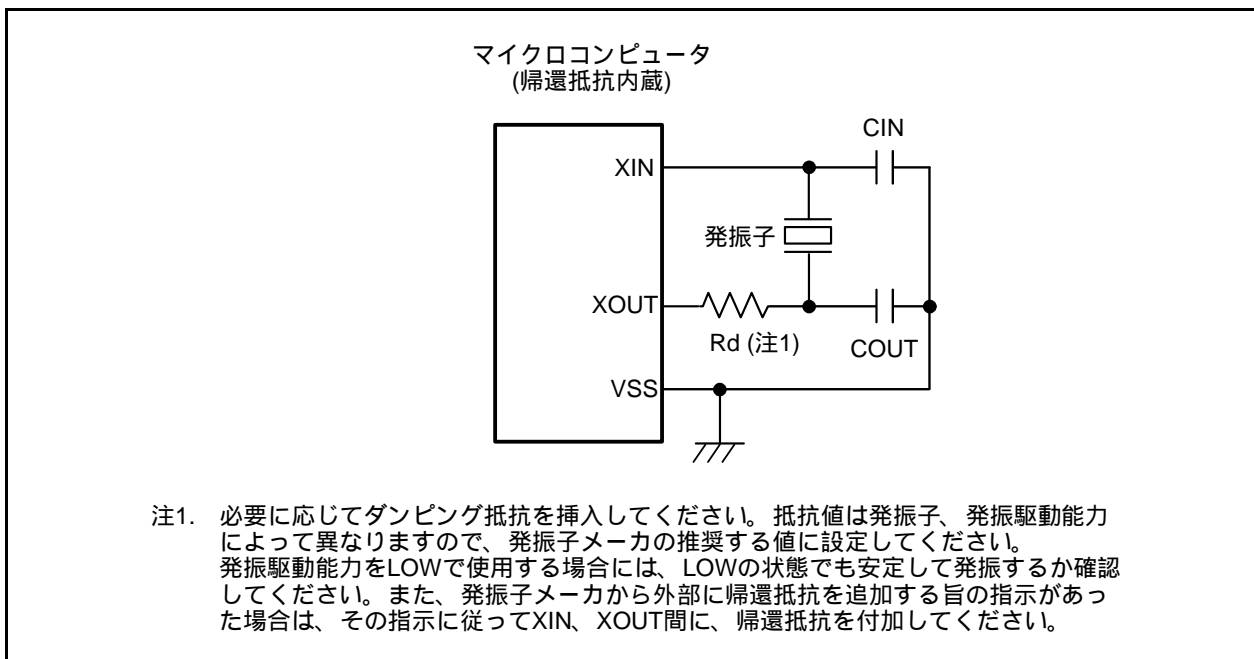 マイクロコンピュータ
(帰還抵抗内蔵)
CIN
XIN
発振子
XOUT
Rd (注1)
COUT
VSS
注1. 必要に応じてダンピング抵抗を挿入してください。抵抗値は発振子、発振駆動能力
によって異なりますので、発振子メーカの推奨する値に設定してください。
発振駆動能力をLOWで使用する場合には、LOWの状態でも安定して発振するか確認
してください。また、発振子メーカから外部に帰還抵抗を追加する旨の指示があっ
た場合は、その指示に従ってXIN、XOUT間に、帰還抵抗を付加してください。